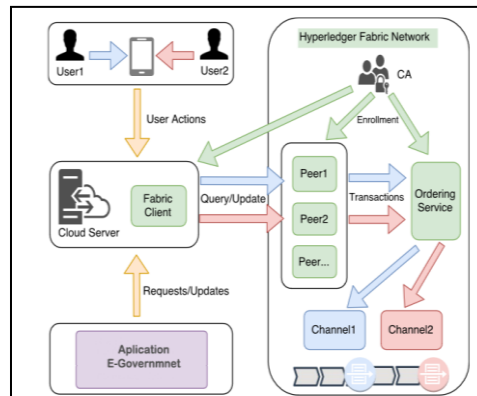 Hyperledger Fabric Network
User1
User2
CA
User Actions
Enrollment
Fabric
Client
Cloud Server
Query/Update
Peer1
Peer2
Peer...
Transactions
Ordering
Service
Requests/Updates
Channel1
Channel2
Aplication
E-Governmnet